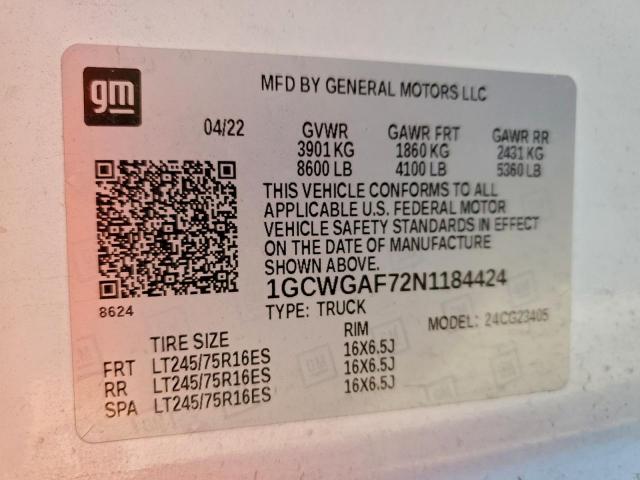 gm
MFD BY GENERAL MOTORS LLC
04/22 GVWR GAWR FRT GAWR RR
3901 KG 1860 KG 2431 KG
8600 LB 4100 LB 5360 LB
THIS VEHICLE CONFORMS TO ALL
APPLICABLE U.S. FEDERAL MOTOR
VEHICLE SAFETY STANDARDS IN EFFECT
ON THE DATE OF MANUFACTURE
SHOWN ABOVE.
1GCWGAF72N1184424
8624
TYPE: TRUCK MODEL: 24CG23405
TIRE SIZE RIM
FRT LT245/75R16ES 16X6.5J
RR LT245/75R16ES 16X6.5J
SPA LT245/75R16ES 16X6.5J